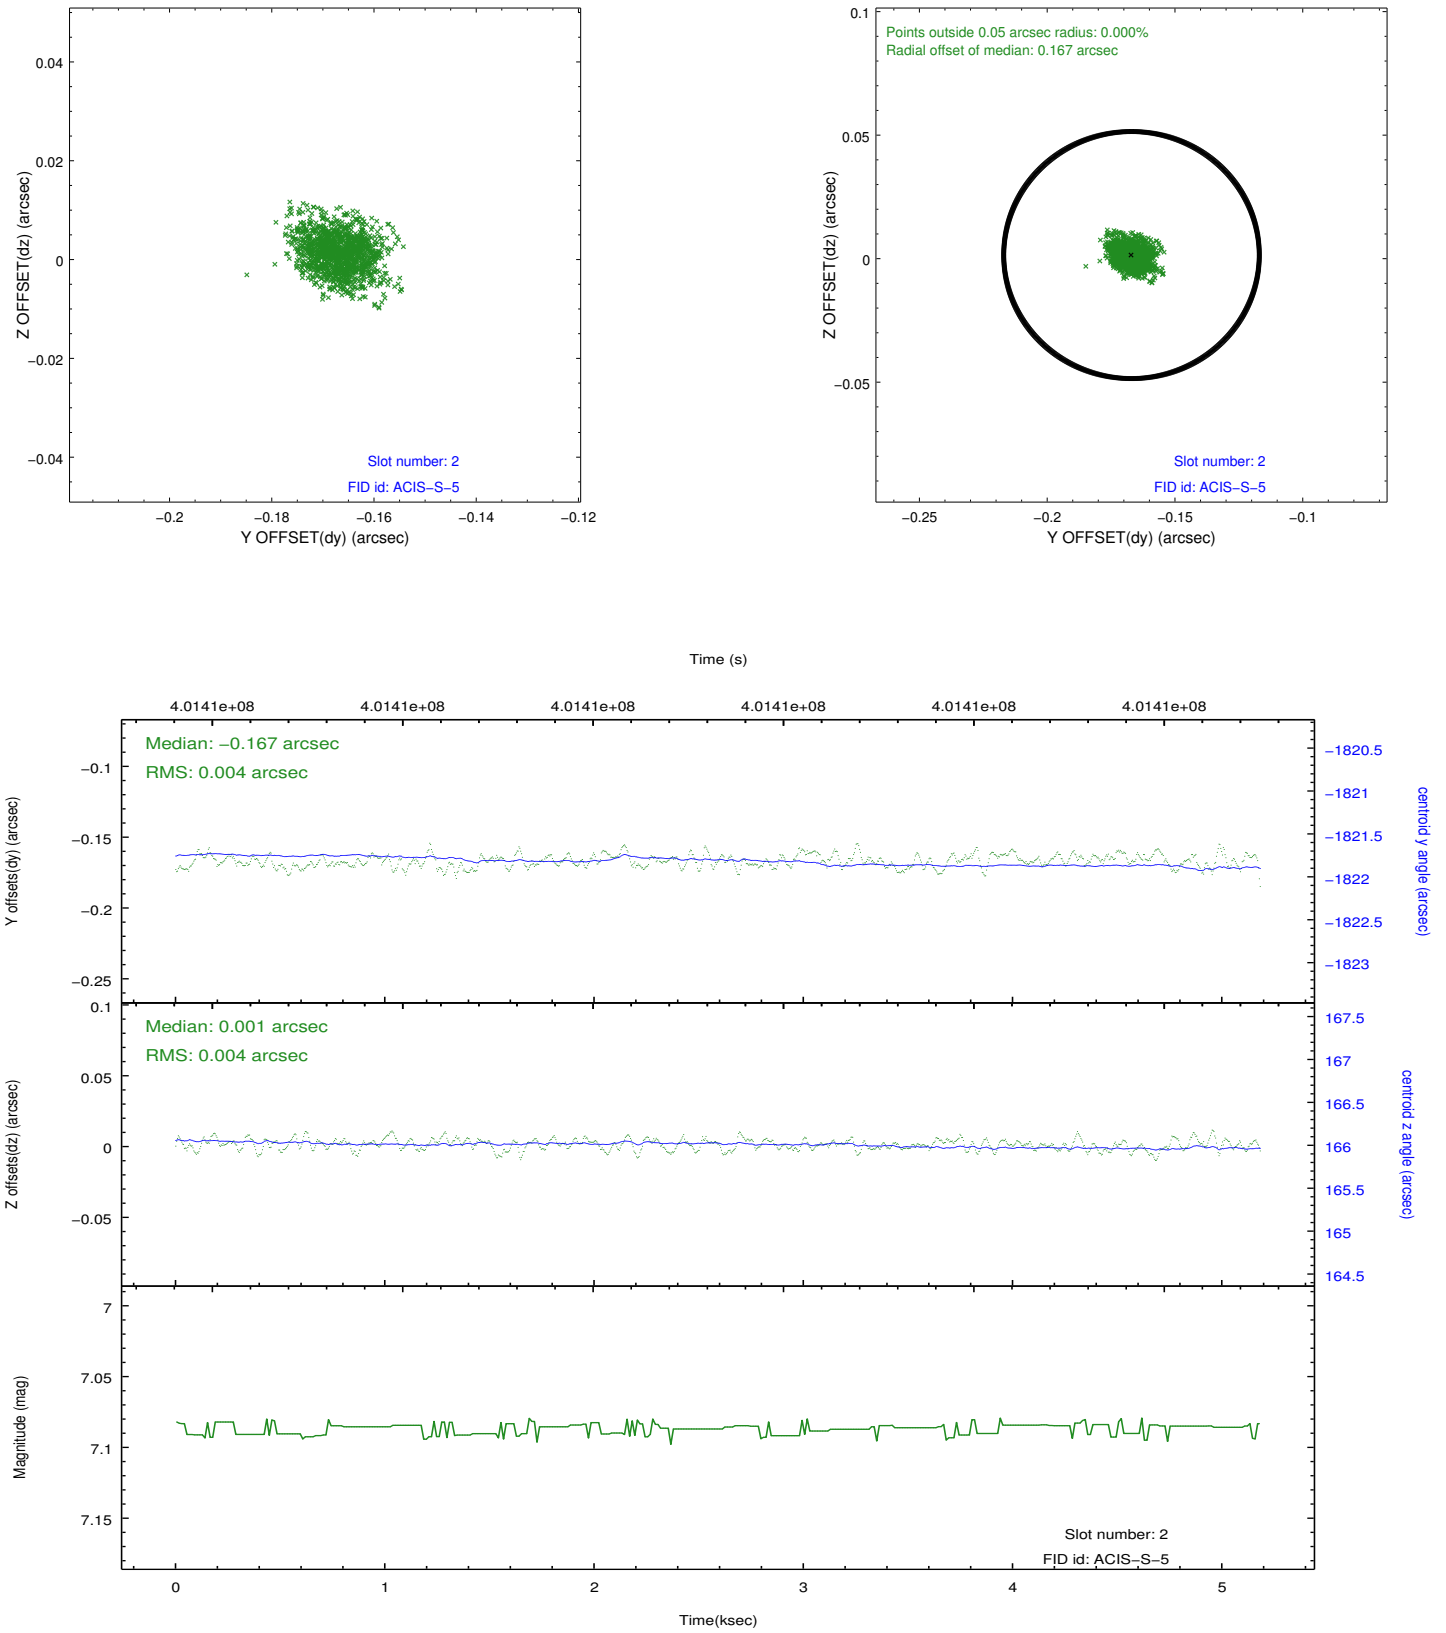 0.04
0.02
0
−0.02
−0.04
Z OFFSET(dz) (arcsec)
Slot number: 2
FID id: ACIS−S−5
−0.2
−0.18
−0.16
−0.14
−0.12
Y OFFSET(dy) (arcsec)
Points outside 0.05 arcsec radius: 0.000%
Radial offset of median: 0.167 arcsec
0.1
0.05
0
−0.05
Z OFFSET(dz) (arcsec)
Slot number: 2
FID id: ACIS−S−5
−0.25
−0.2
−0.15
−0.1
Y OFFSET(dy) (arcsec)
Time (s)
4.0141e+08
4.0141e+08
4.0141e+08
4.0141e+08
4.0141e+08
4.0141e+08
Median: −0.167 arcsec
RMS: 0.004 arcsec
−0.1
−0.15
−0.2
−0.25
Y offsets(dy) (arcsec)
−1820.5
−1821
−1821.5
−1822
−1822.5
−1823
centroid y angle (arcsec)
Median: 0.001 arcsec
RMS: 0.004 arcsec
0.1
0.05
0
−0.05
Z offsets(dz) (arcsec)
167.5
167
166.5
166
165.5
165
164.5
centroid z angle (arcsec)
7
7.05
7.1
7.15
Magnitude (mag)
Slot number: 2
FID id: ACIS−S−5
0
1
2
3
4
5
Time(ksec)